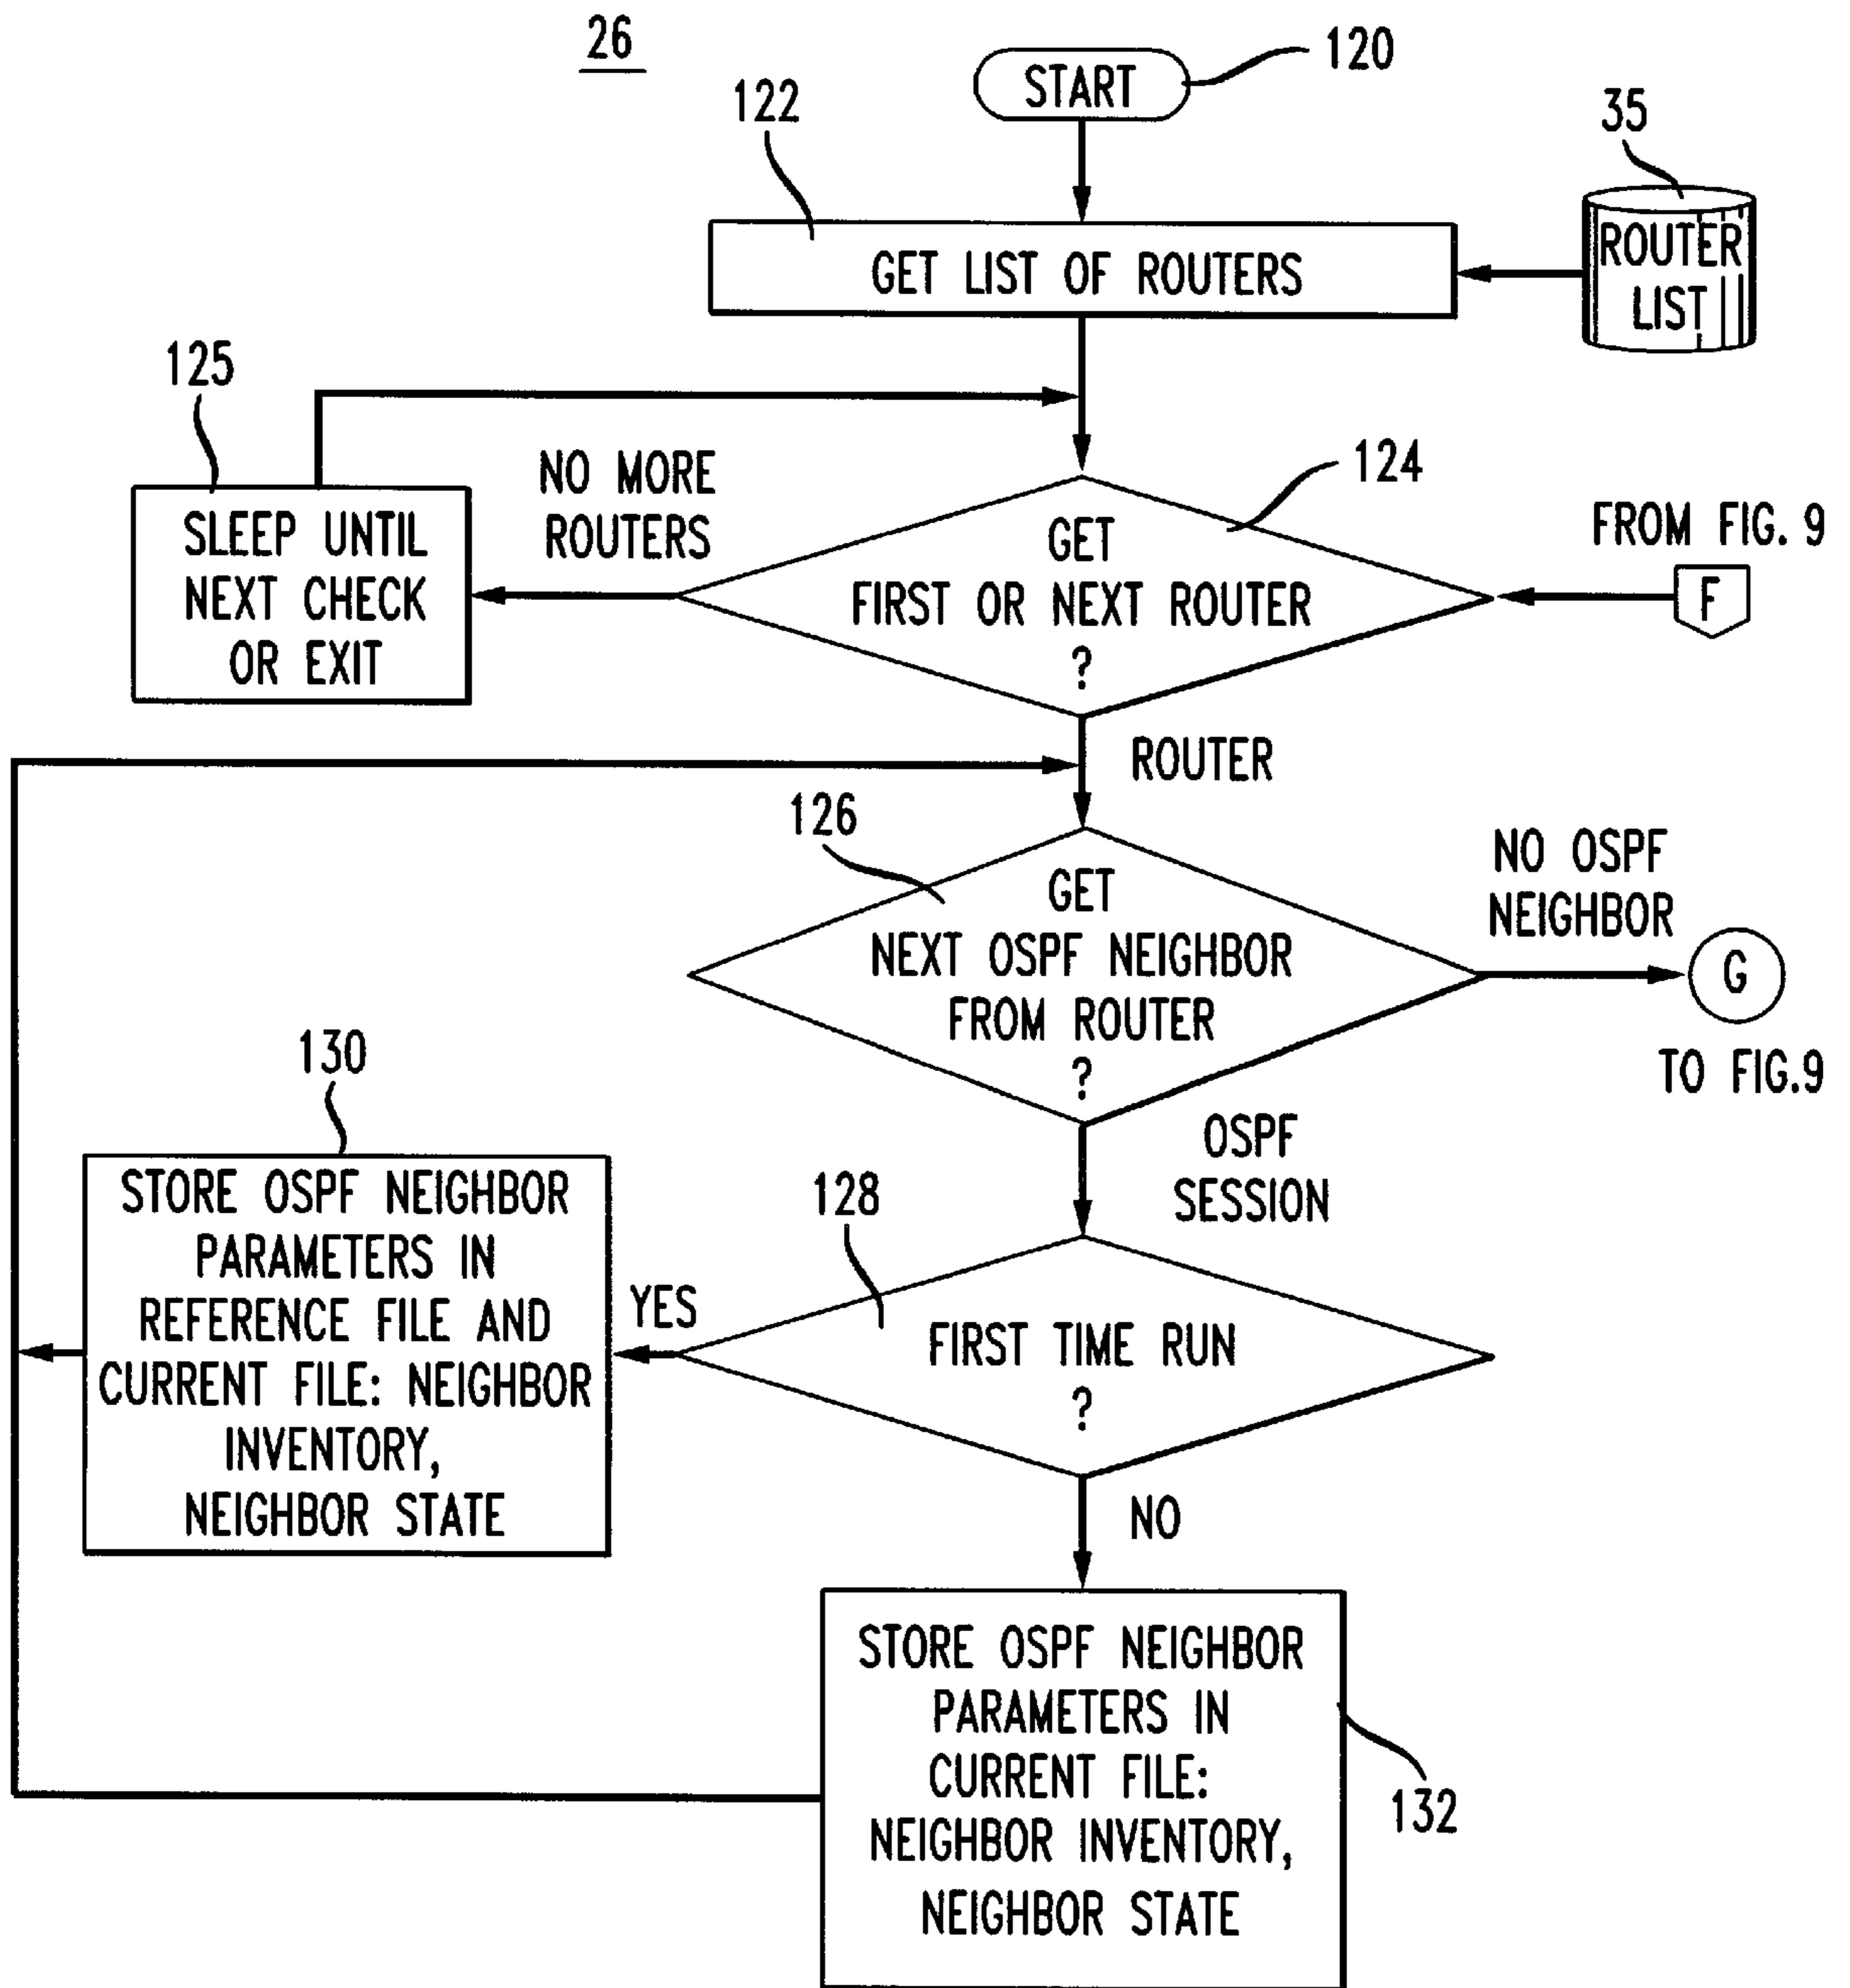 26
START
120
122
35
GET LIST OF ROUTERS
ROUTER
LIST
125
NO MORE
ROUTERS
124
SLEEP UNTIL
NEXT CHECK
OR EXIT
GET
FIRST OR NEXT ROUTER
?
FROM FIG. 9
F
ROUTER
126
GET
NEXT OSPF NEIGHBOR
FROM ROUTER
?
NO OSPF
NEIGHBOR
G
TO FIG.9
130
OSPF
SESSION
STORE OSPF NEIGHBOR
PARAMETERS IN
REFERENCE FILE AND
CURRENT FILE: NEIGHBOR
INVENTORY,
NEIGHBOR STATE
128
YES
FIRST TIME RUN
?
NO
STORE OSPF NEIGHBOR
PARAMETERS IN
CURRENT FILE:
NEIGHBOR INVENTORY,
NEIGHBOR STATE
132